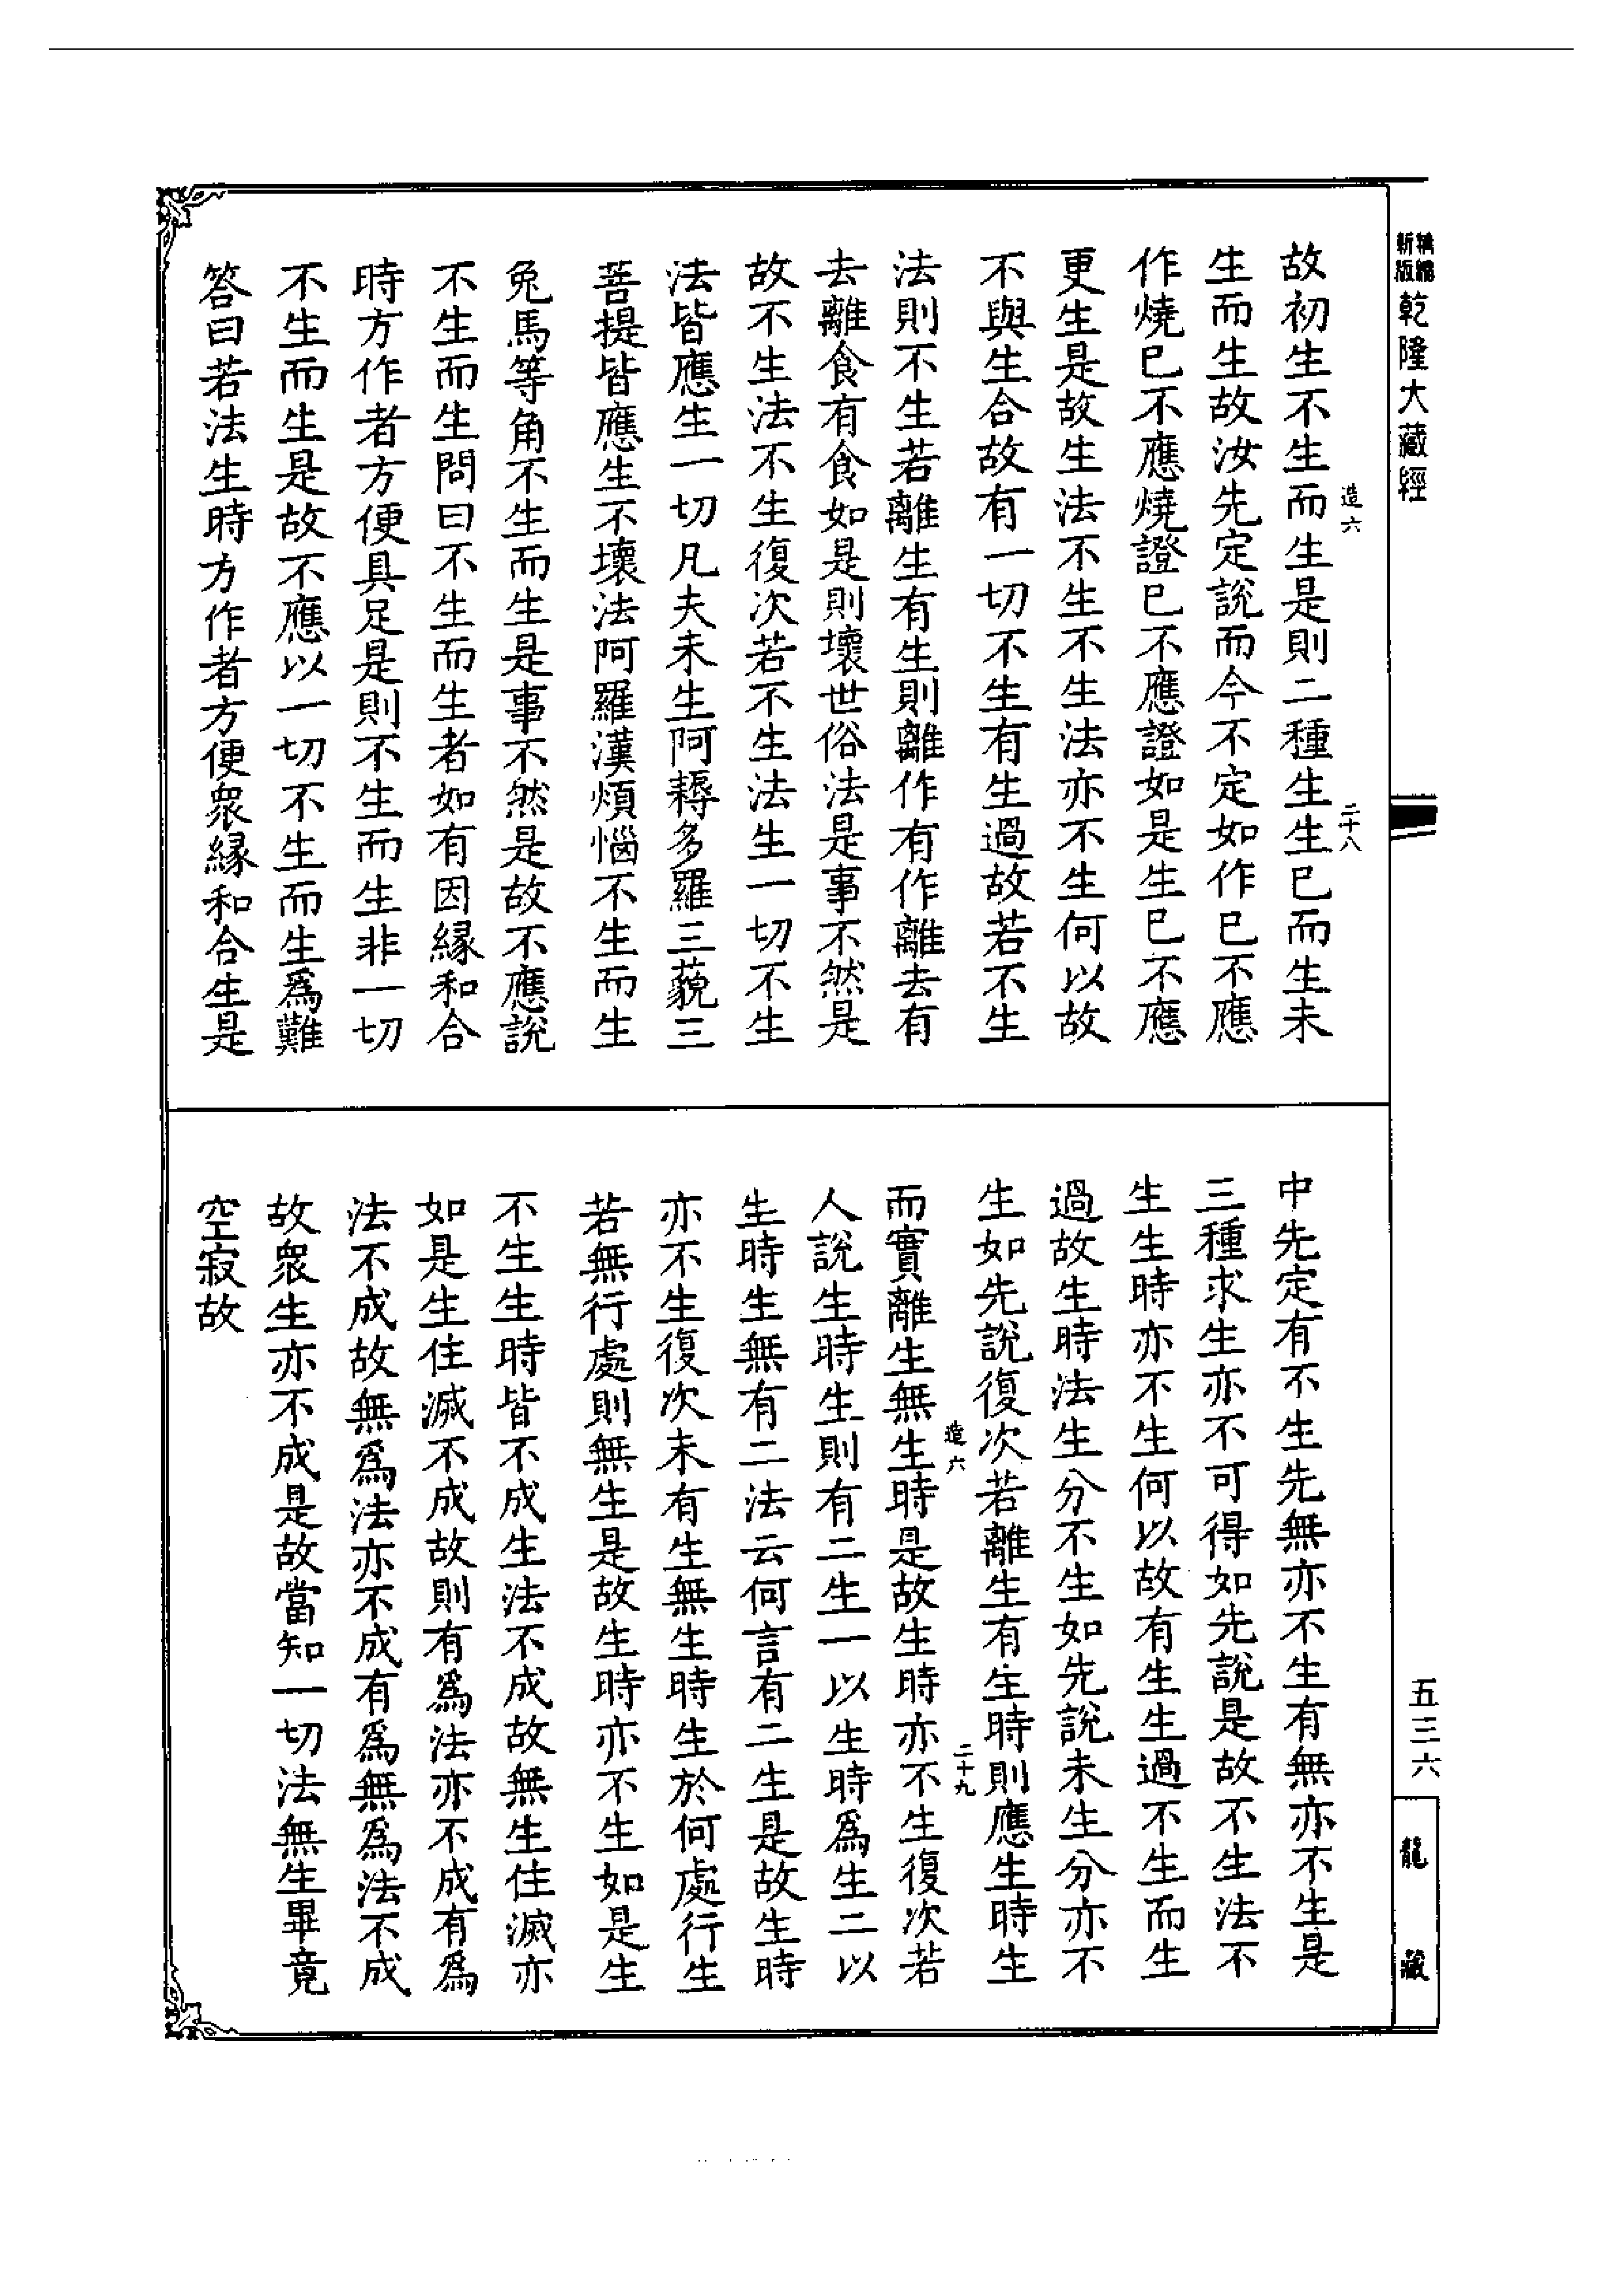 精編
新版
乾隆大藏經
造六
二十八
故初生不生而生是則二種生生已而生未
生而生故汝先定說而今不定如作已不應
作燒已不應燒證已不應證如是生已不應
更生是故生法不生不生法亦不生何以故
不與生合故有一切不生有生過故若不生
法則不生若離生有生則離作有作離去有
去離食有食如是則壞世俗法是事不然是
故不生法不生復次若不生法生一切不生
法皆應生一切凡夫未生阿耨多羅三藐三
菩提皆應生不壞法阿羅漢煩惱不生而生
兔馬等角不生而生是事不然是故不應說
不生而生問曰不生而生者如有因緣和合
時方作者方便具足是則不生而生非一切
不生而生是故不應以一切不生而生為難
答曰若法生時方作者方便眾緣和合生是
中先定有不生先無亦不生有無亦不生是
三種求生亦不可得如先說是故不生法不
生生時亦不生何以故有生生過不生而生
過故生時法生分不生如先說未生分亦不
生如先說復次若離生有生時則應生時生
造六
二十九
而實離生無生時是故生時亦不生復次若
人說生時生則有二生一以生時為生二以
生時生無有二法云何言有二生是故生時
亦不生復次未有生無生時生於何處行生
若無行處則無生是故生時亦不生如是生
不生生時皆不成生法不成故無生住滅亦
如是生住滅不成故則有為法亦不成有為
法不成故無為法亦不成有為無為法不成
故眾生亦不成是故當知一切法無生畢竟
空寂故
五三六
龍藏